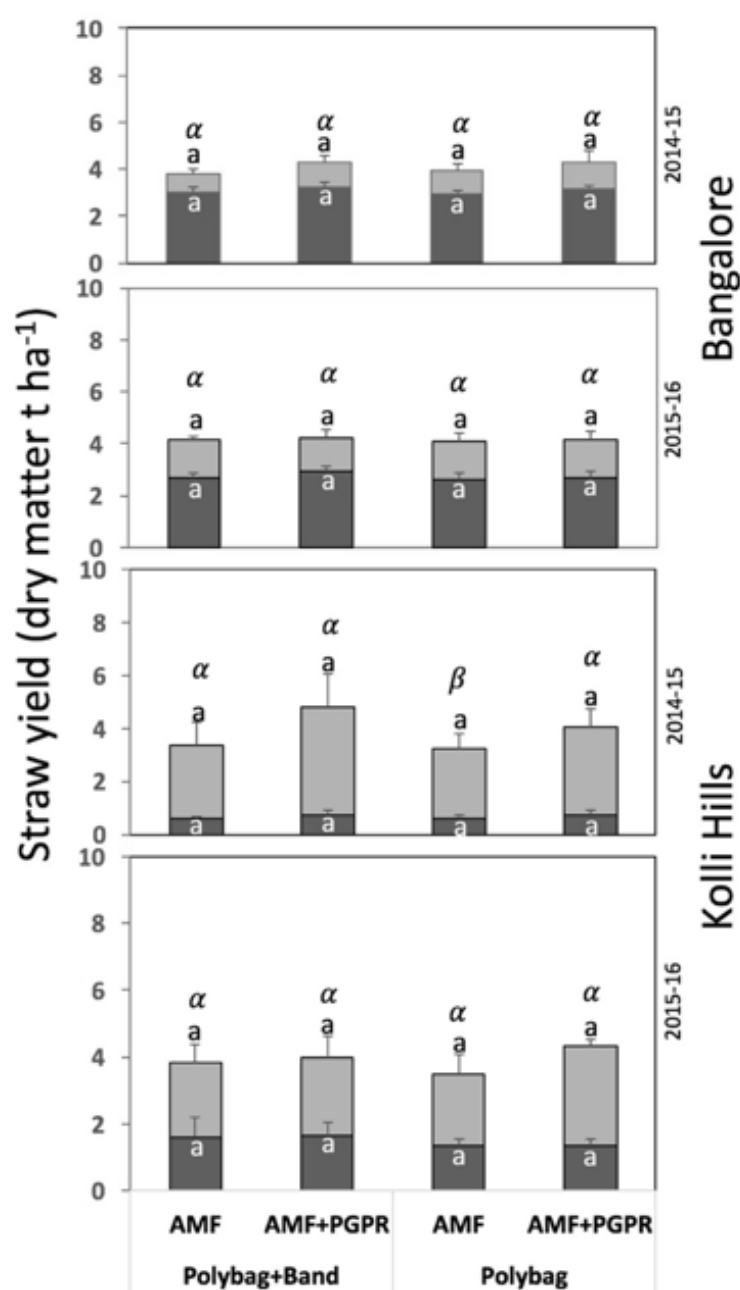 Straw yield (dry matter t ha⁻¹)
10
8
6
4
2
0
α α α α
a a a a
a a a a
2014-15
Bangalore
10
8
6
4
2
0
α α α α
a a a a
a a a a
2015-16
10
8
6
4
2
0
α α β α
a a a a
a a a a
2014-15
Kolli Hills
10
8
6
4
2
0
α α α α
a a a a
a a a a
2015-16
AMF AMF+PGPR AMF AMF+PGPR
Polybag+Band Polybag